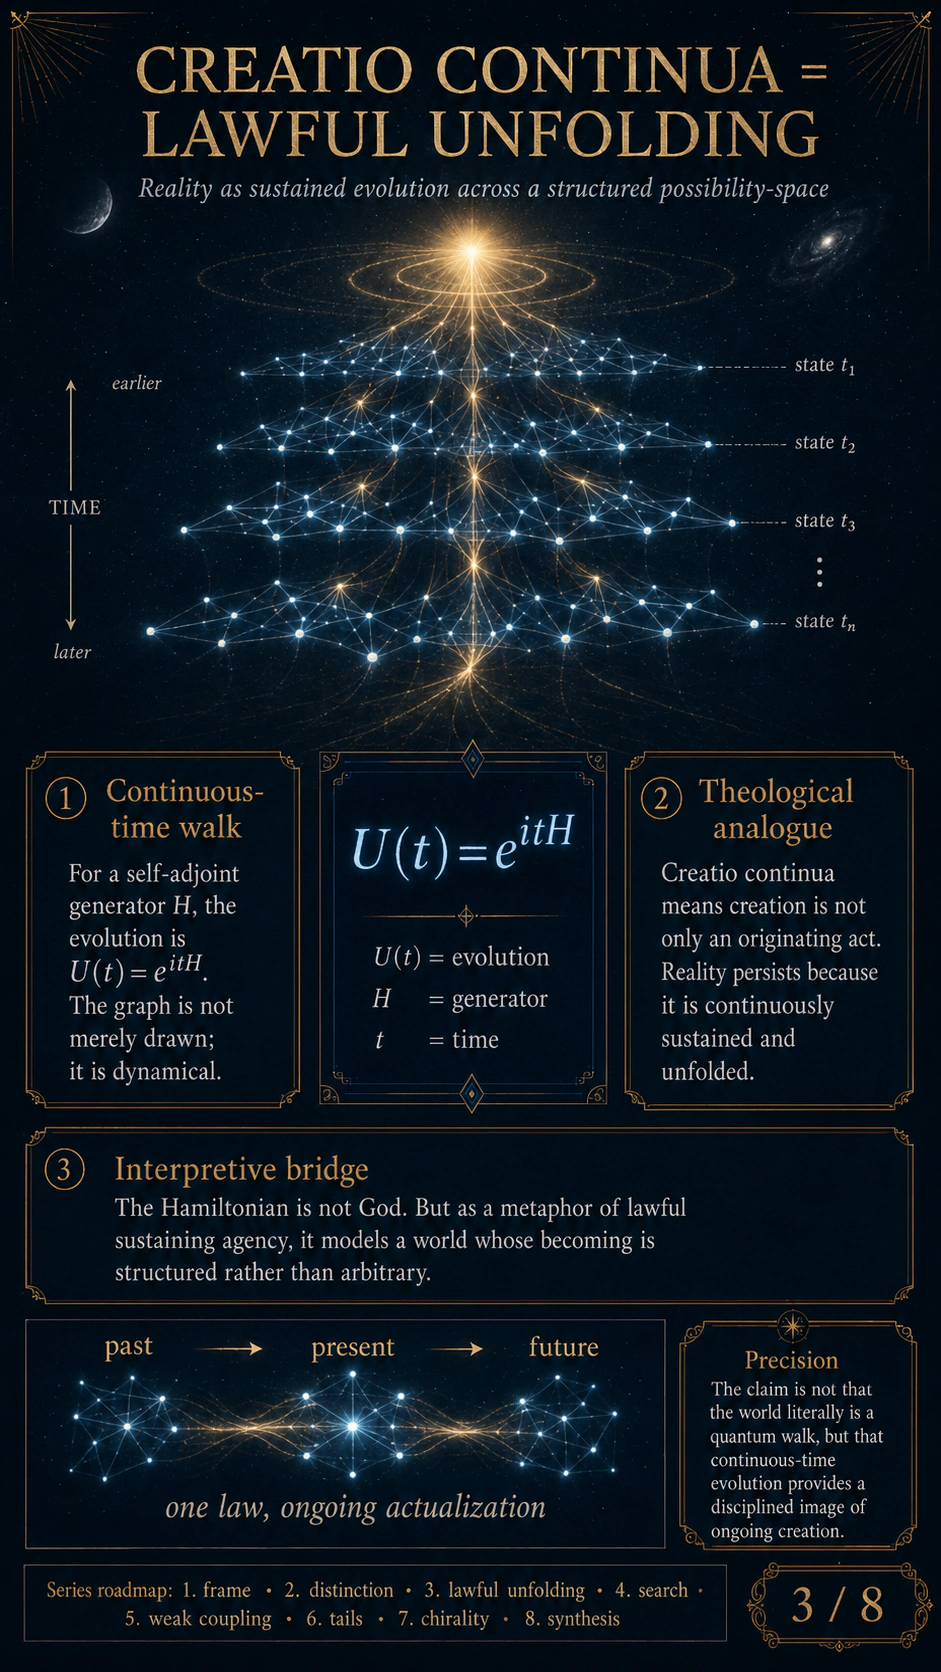 CREATIO CONTINUA =
LAWFUL UNFOLDING
Reality as sustained evolution across a structured possibility-space
earlier
TIME
later
state t₁
state t₂
state t₃
⋮
state tₙ
1 Continuous-
time walk
For a self-adjoint
generator H, the
evolution is
U(t) = e^{itH}.
The graph is not
merely drawn;
it is dynamical.
U(t) = e^{itH}
U(t) = evolution
H = generator
t = time
2 Theological
analogue
Creatio continua
means creation is not
only an originating act.
Reality persists because
it is continuously
sustained and
unfolded.
3 Interpretive bridge
The Hamiltonian is not God. But as a metaphor of lawful
sustaining agency, it models a world whose becoming is
structured rather than arbitrary.
past → present → future
one law, ongoing actualization
Precision
The claim is not that
the world literally is a
quantum walk, but that
continuous-time
evolution provides a
disciplined image of
ongoing creation.
Series roadmap: 1. frame • 2. distinction • 3. lawful unfolding • 4. search •
5. weak coupling • 6. tails • 7. chirality • 8. synthesis
3 / 8